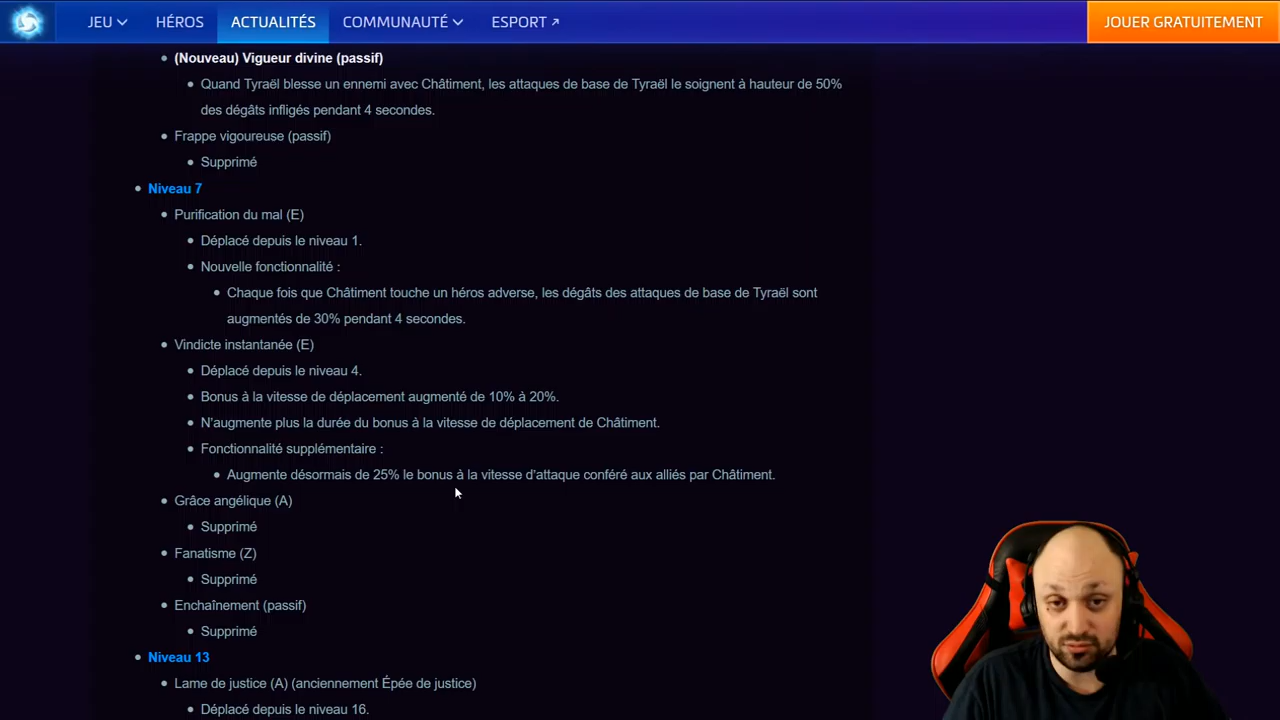 JEU HÉROS ACTUALITÉS COMMUNAUTÉ ESPORT JOUER GRATUITEMENT
(Nouveau) Vigueur divine (passif)
Quand Tyraël blesse un ennemi avec Châtiment, les attaques de base de Tyraël le soignent à hauteur de 50%
des dégâts infligés pendant 4 secondes.
Frappe vigoureuse (passif)
Supprimé
Niveau 7
Purification du mal (E)
Déplacé depuis le niveau 1.
Nouvelle fonctionnalité :
Chaque fois que Châtiment touche un héros adverse, les dégâts des attaques de base de Tyraël sont
augmentés de 30% pendant 4 secondes.
Vindicte instantanée (E)
Déplacé depuis le niveau 4.
Bonus à la vitesse de déplacement augmenté de 10% à 20%.
N'augmente plus la durée du bonus à la vitesse de déplacement de Châtiment.
Fonctionnalité supplémentaire :
Augmente désormais de 25% le bonus à la vitesse d'attaque conféré aux alliés par Châtiment.
Grâce angélique (A)
Supprimé
Fanatisme (Z)
Supprimé
Enchaînement (passif)
Supprimé
Niveau 13
Lame de justice (A) (anciennement Épée de justice)
Déplacé depuis le niveau 16.